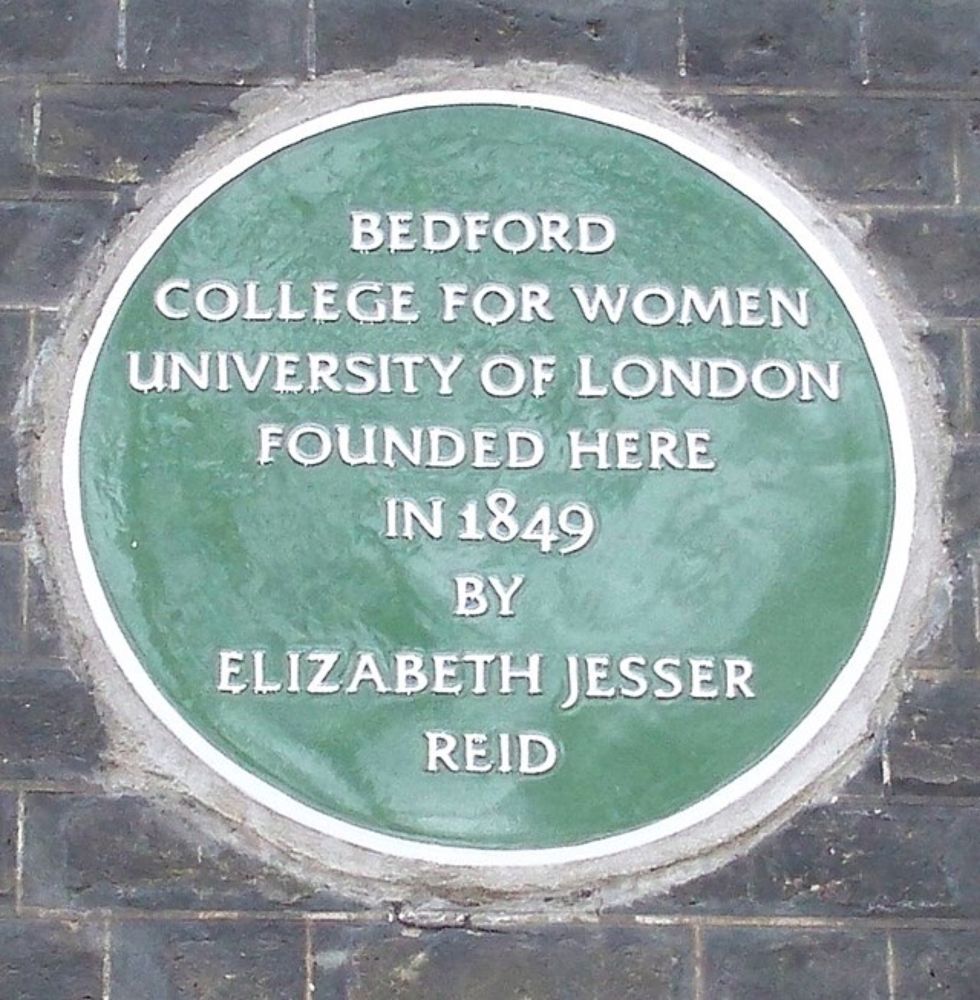 BEDFORD
COLLEGE FOR WOMEN
UNIVERSITY OF LONDON
FOUNDED HERE
IN 1849
BY
ELIZABETH JESSER
REID